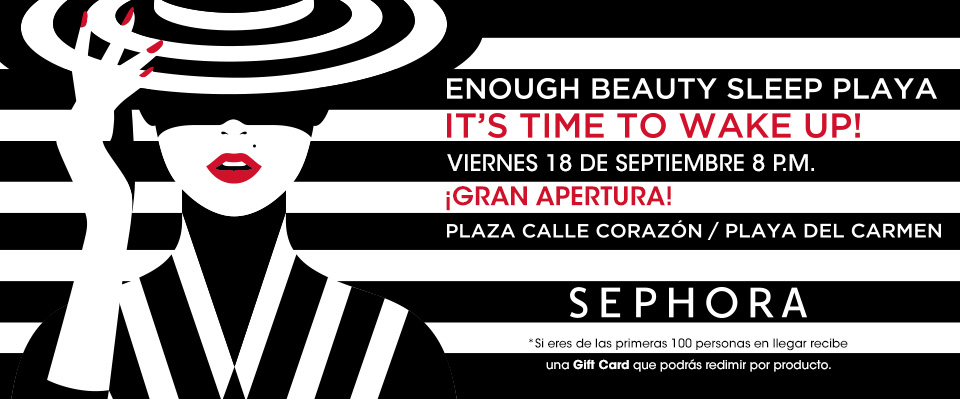 ENOUGH BEAUTY SLEEP PLAYA
IT'S TIME TO WAKE UP!
VIERNES 18 DE SEPTIEMBRE 8 P.M.
¡GRAN APERTURA!
PLAZA CALLE CORAZÓN / PLAYA DEL CARMEN
SEPHORA
*Si eres de las primeras 100 personas en llegar recibe
una Gift Card que podrás redimir por producto.